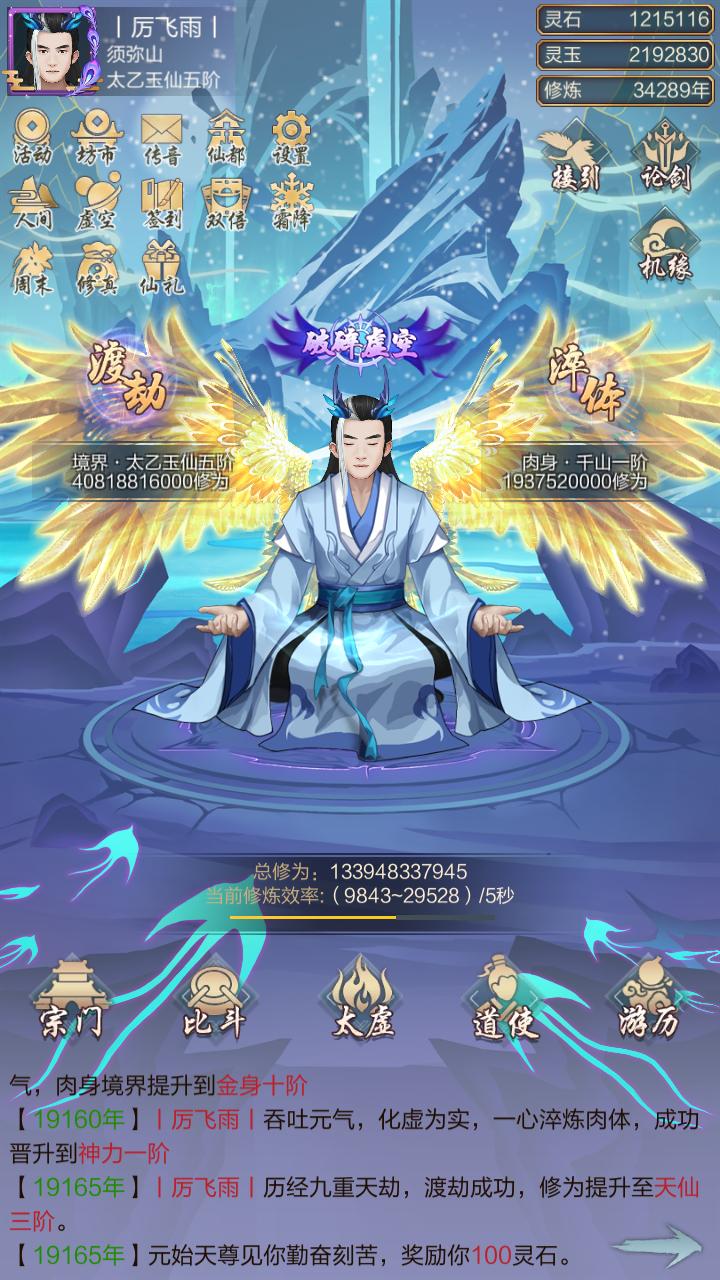 丨厉飞雨丨
须弥山
太乙玉仙五阶
灵石 1215116
灵玉 2192830
修炼 34289年
活动 坊市 传音 仙都 设置
接引 论剑
人间 虚空 签到 双倍 霜降
机缘
周末 修真 仙礼
破碎虚空
渡劫
淬体
境界·太乙玉仙五阶
40818816000修为
肉身·千山一阶
1937520000修为
总修为：133948337945
当前修炼效率:（9843~29528）/5秒
宗门 比斗 太虚 道使 游历
气，肉身境界提升到金身十阶
【19160年】丨厉飞雨丨吞吐元气，化虚为实，一心淬炼肉体，成功
晋升到神力一阶
【19165年】丨厉飞雨丨历经九重天劫，渡劫成功，修为提升至天仙
三阶。
【19165年】元始天尊见你勤奋刻苦，奖励你100灵石。